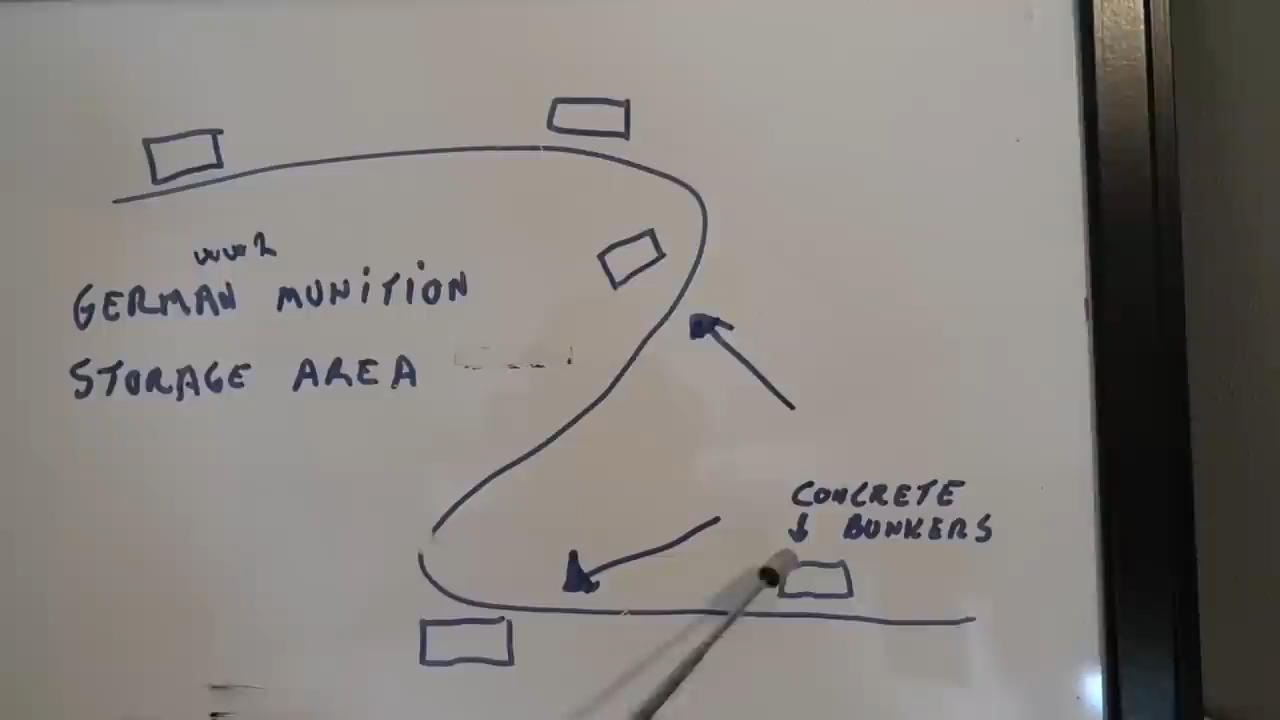 WW2
GERMAN MUNITION
STORAGE AREA
CONCRETE
BUNKERS